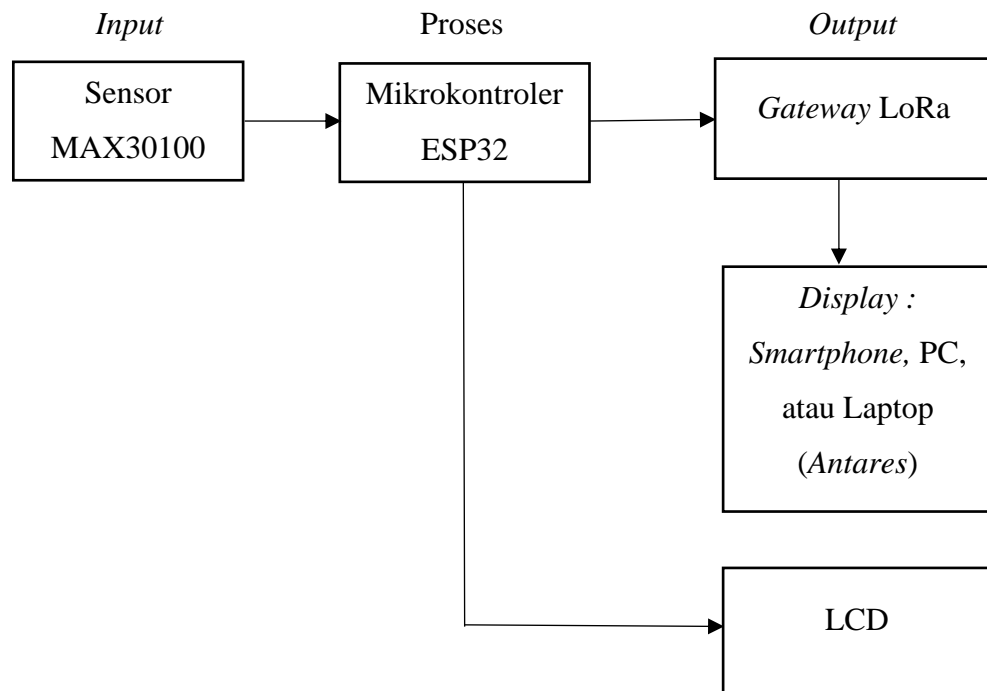 Input
Proses
Output
Sensor
MAX30100
Mikrokontroler
ESP32
Gateway LoRa
Display :
Smartphone, PC,
atau Laptop
(Antares)
LCD